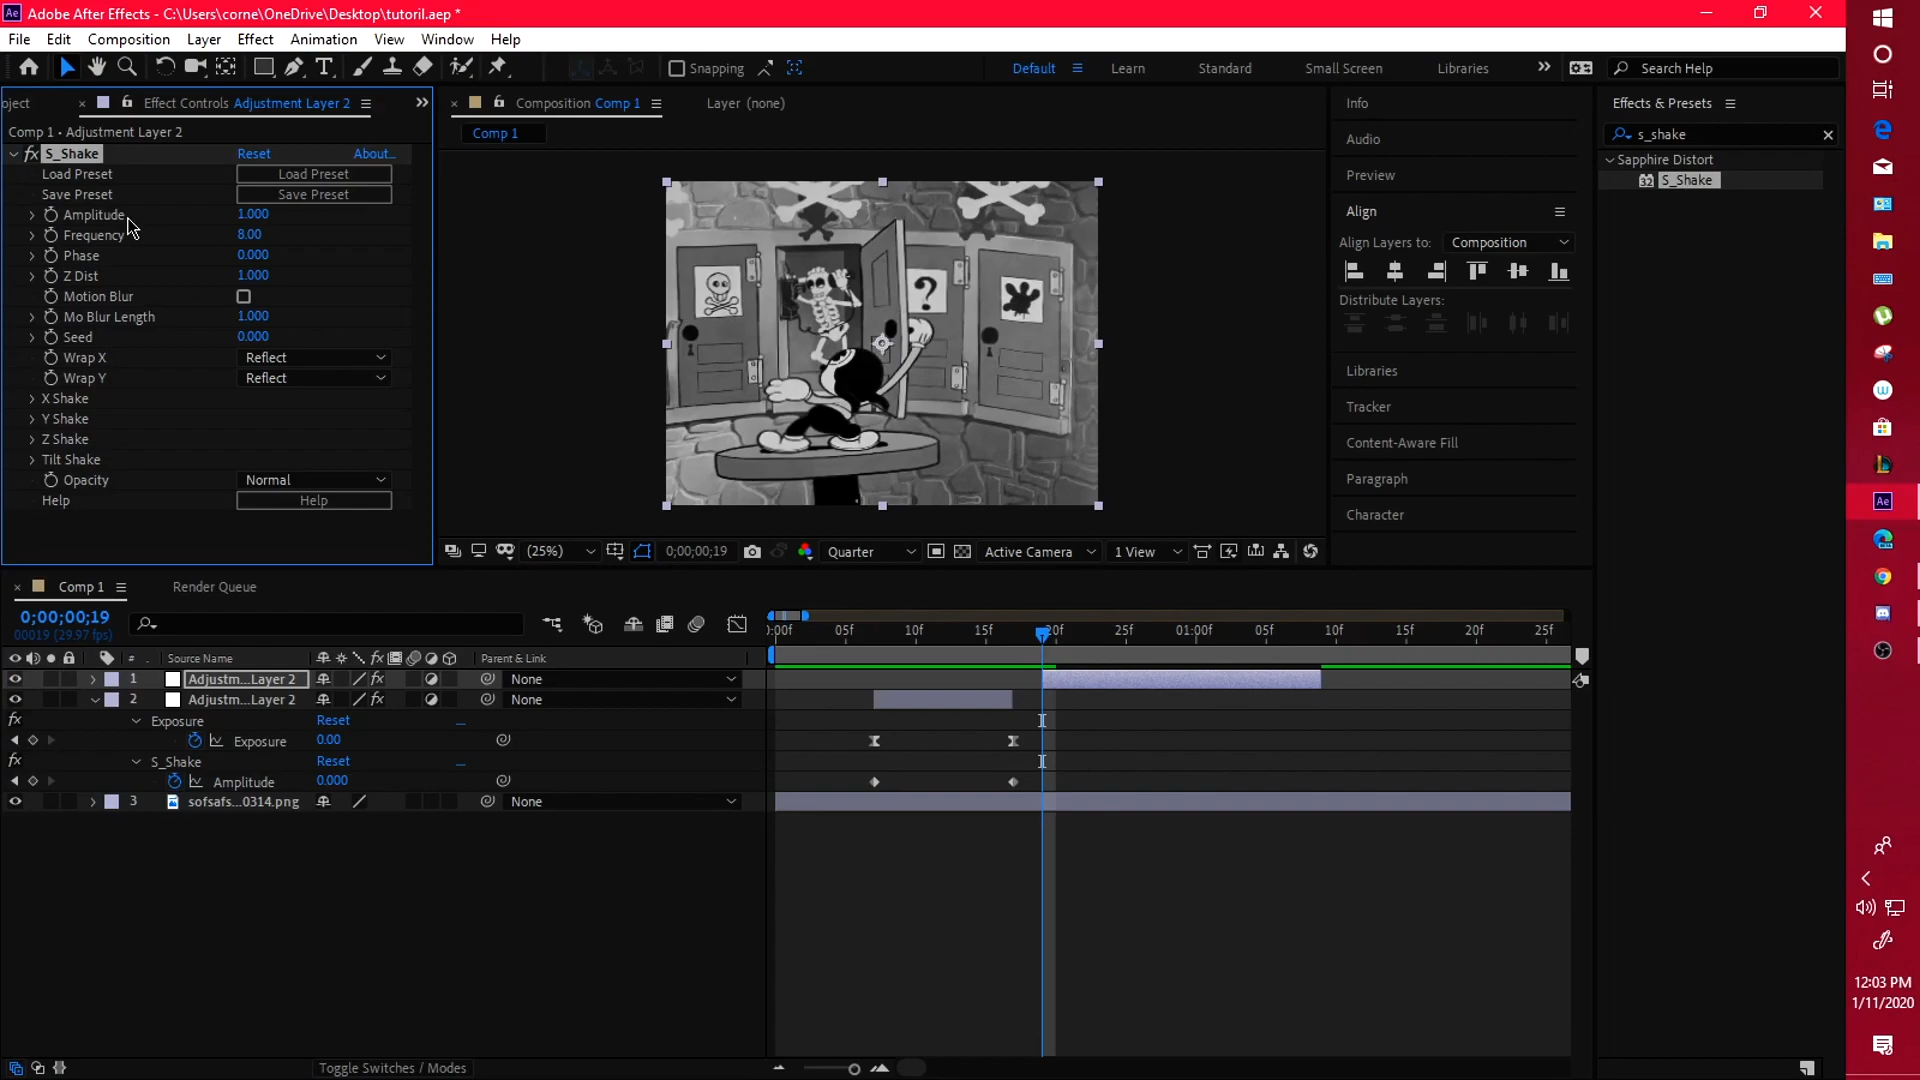 Ae Adobe After Effects - C:\Users\corne\OneDrive\Desktop\tutoril.aep *
File Edit Composition Layer Effect Animation View Window Help
Snapping
Default Learn Standard Small Screen Libraries
Search Help
oject
Effect Controls Adjustment Layer 2
Composition Comp 1
Layer (none)
Info
Effects & Presets
Comp 1 • Adjustment Layer 2
Comp 1
Audio
s_shake
fx S_Shake Reset About...
Sapphire Distort
Load Preset Load Preset
Preview
32 S_Shake
Save Preset Save Preset
Amplitude 1.000
Align
Frequency 8.00
Align Layers to: Composition
Phase 0.000
Z Dist 1.000
Motion Blur
Distribute Layers:
Mo Blur Length 1.000
Seed 0.000
Wrap X Reflect
Libraries
Wrap Y Reflect
X Shake
Tracker
Y Shake
Z Shake
Content-Aware Fill
Tilt Shake
Opacity Normal
Paragraph
Help Help
Character
?
(25%) 0;00;00;19 Quarter Active Camera 1 View
Comp 1 Render Queue
0;00;00;19
00019 (29.97 fps)
):00f 05f 10f 15f 20f 25f 01:00f 05f 10f 15f 20f 25f
# . Source Name fx Parent & Link
1 Adjustm...Layer 2 fx None
2 Adjustm...Layer 2 fx None
fx Exposure Reset
Exposure 0.00
fx S_Shake Reset
Amplitude 0.000
3 sofsafs...0314.png None
Toggle Switches / Modes
Ae
12:03 PM
1/11/2020